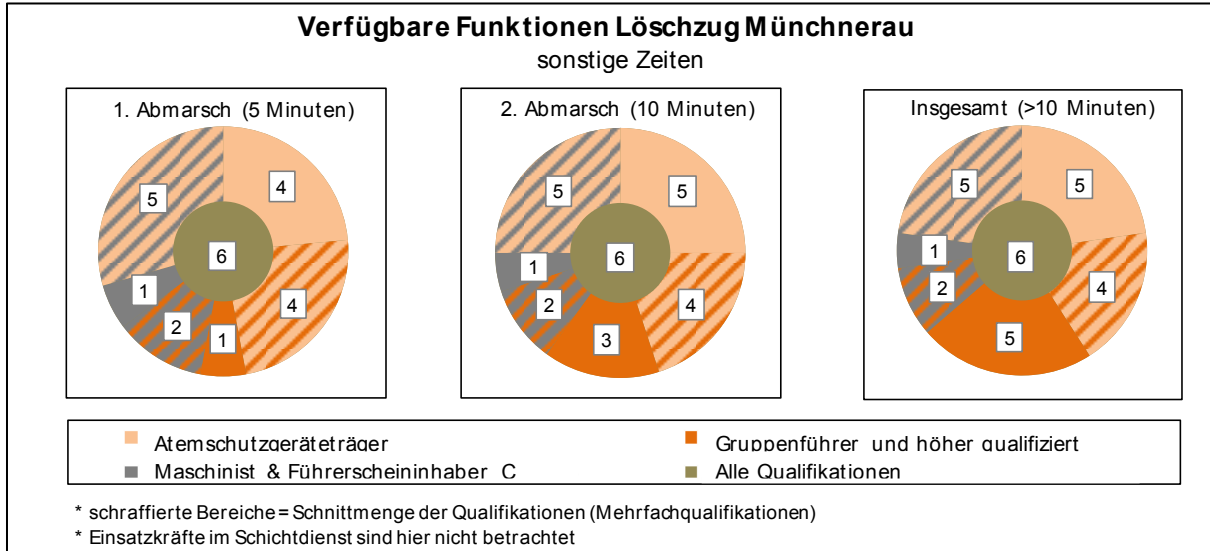 Verfügbare Funktionen Löschzug Münchnerau
sonstige Zeiten
1. Abmarsch (5 Minuten)
5
4
6
1
2
1
4
2. Abmarsch (10 Minuten)
5
5
6
1
2
3
4
Insgesamt (>10 Minuten)
5
5
6
1
2
5
4
Atemschutzgeräteträger
Gruppenführer und höher qualifiziert
Maschinist & Führerscheininhaber C
Alle Qualifikationen
* schraffierte Bereiche = Schnittmenge der Qualifikationen (Mehrfachqualifikationen)
* Einsatzkräfte im Schichtdienst sind hier nicht betrachtet